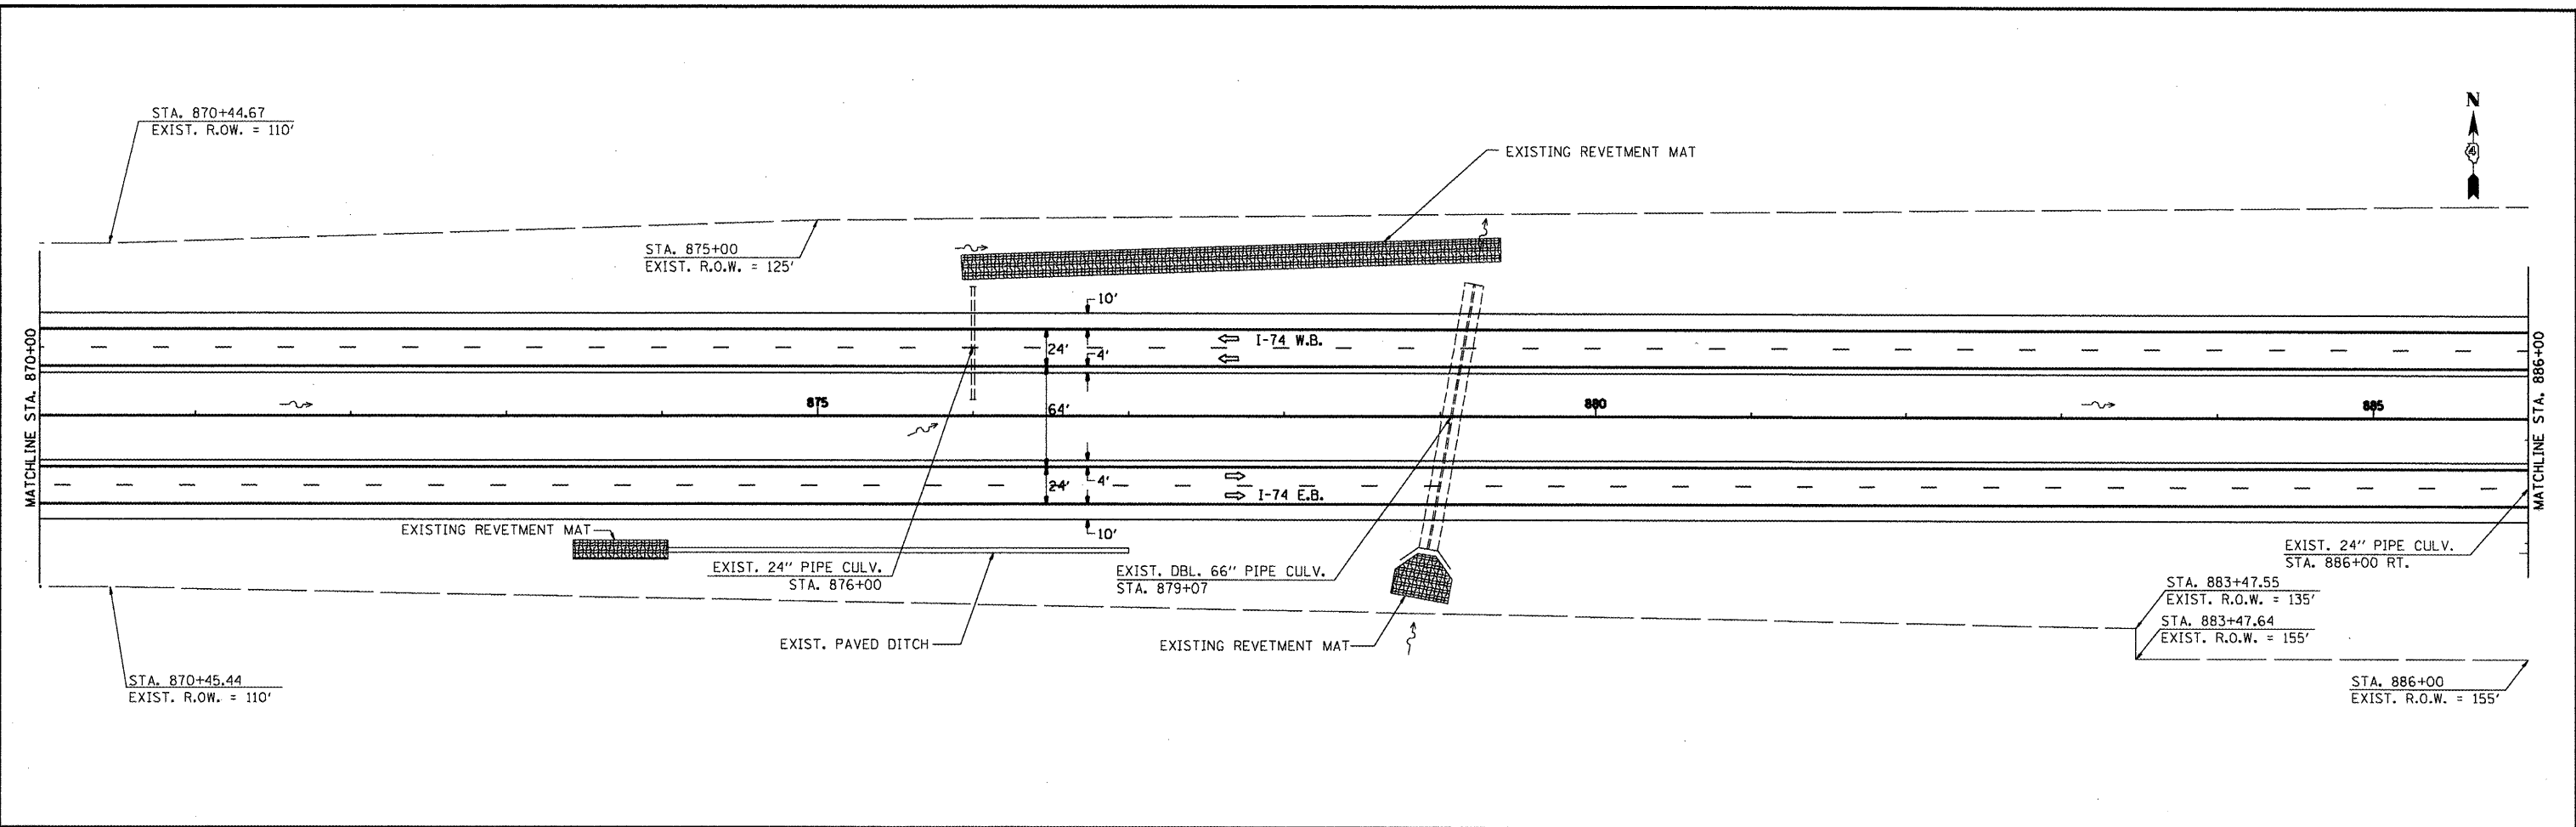 N
4
STA. 870+44.67
EXIST. R.OW. = 110'
EXISTING REVETMENT MAT
STA. 875+00
EXIST. R.O.W. = 125'
10'
I-74 W.B.
24'
4'
MATCHLINE STA. 870+00
MATCHLINE STA. 886+00
875
64'
880
885
4'
24'
I-74 E.B.
10'
EXISTING REVETMENT MAT
EXIST. 24" PIPE CULV.
STA. 876+00
EXIST. DBL. 66" PIPE CULV.
STA. 879+07
EXIST. 24" PIPE CULV.
STA. 886+00 RT.
STA. 883+47.55
EXIST. R.O.W. = 135'
STA. 883+47.64
EXIST. R.O.W. = 155'
EXIST. PAVED DITCH
EXISTING REVETMENT MAT
STA. 870+45.44
EXIST. R.OW. = 110'
STA. 886+00
EXIST. R.O.W. = 155'